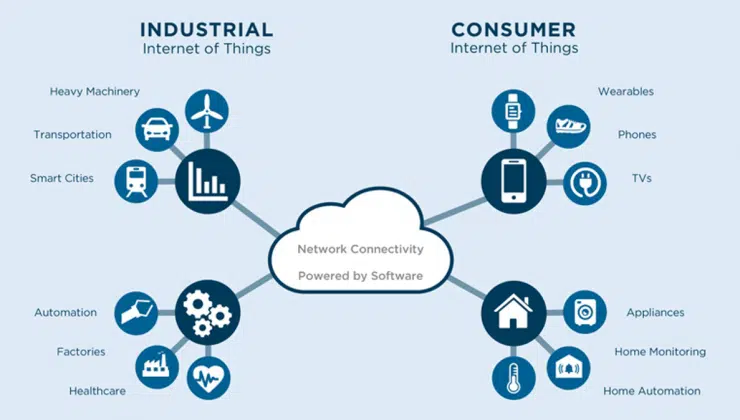 INDUSTRIAL
Internet of Things
CONSUMER
Internet of Things
Heavy Machinery
Transportation
Smart Cities
Wearables
Phones
TVs
Network Connectivity
Powered by Software
Automation
Factories
Healthcare
Appliances
Home Monitoring
Home Automation